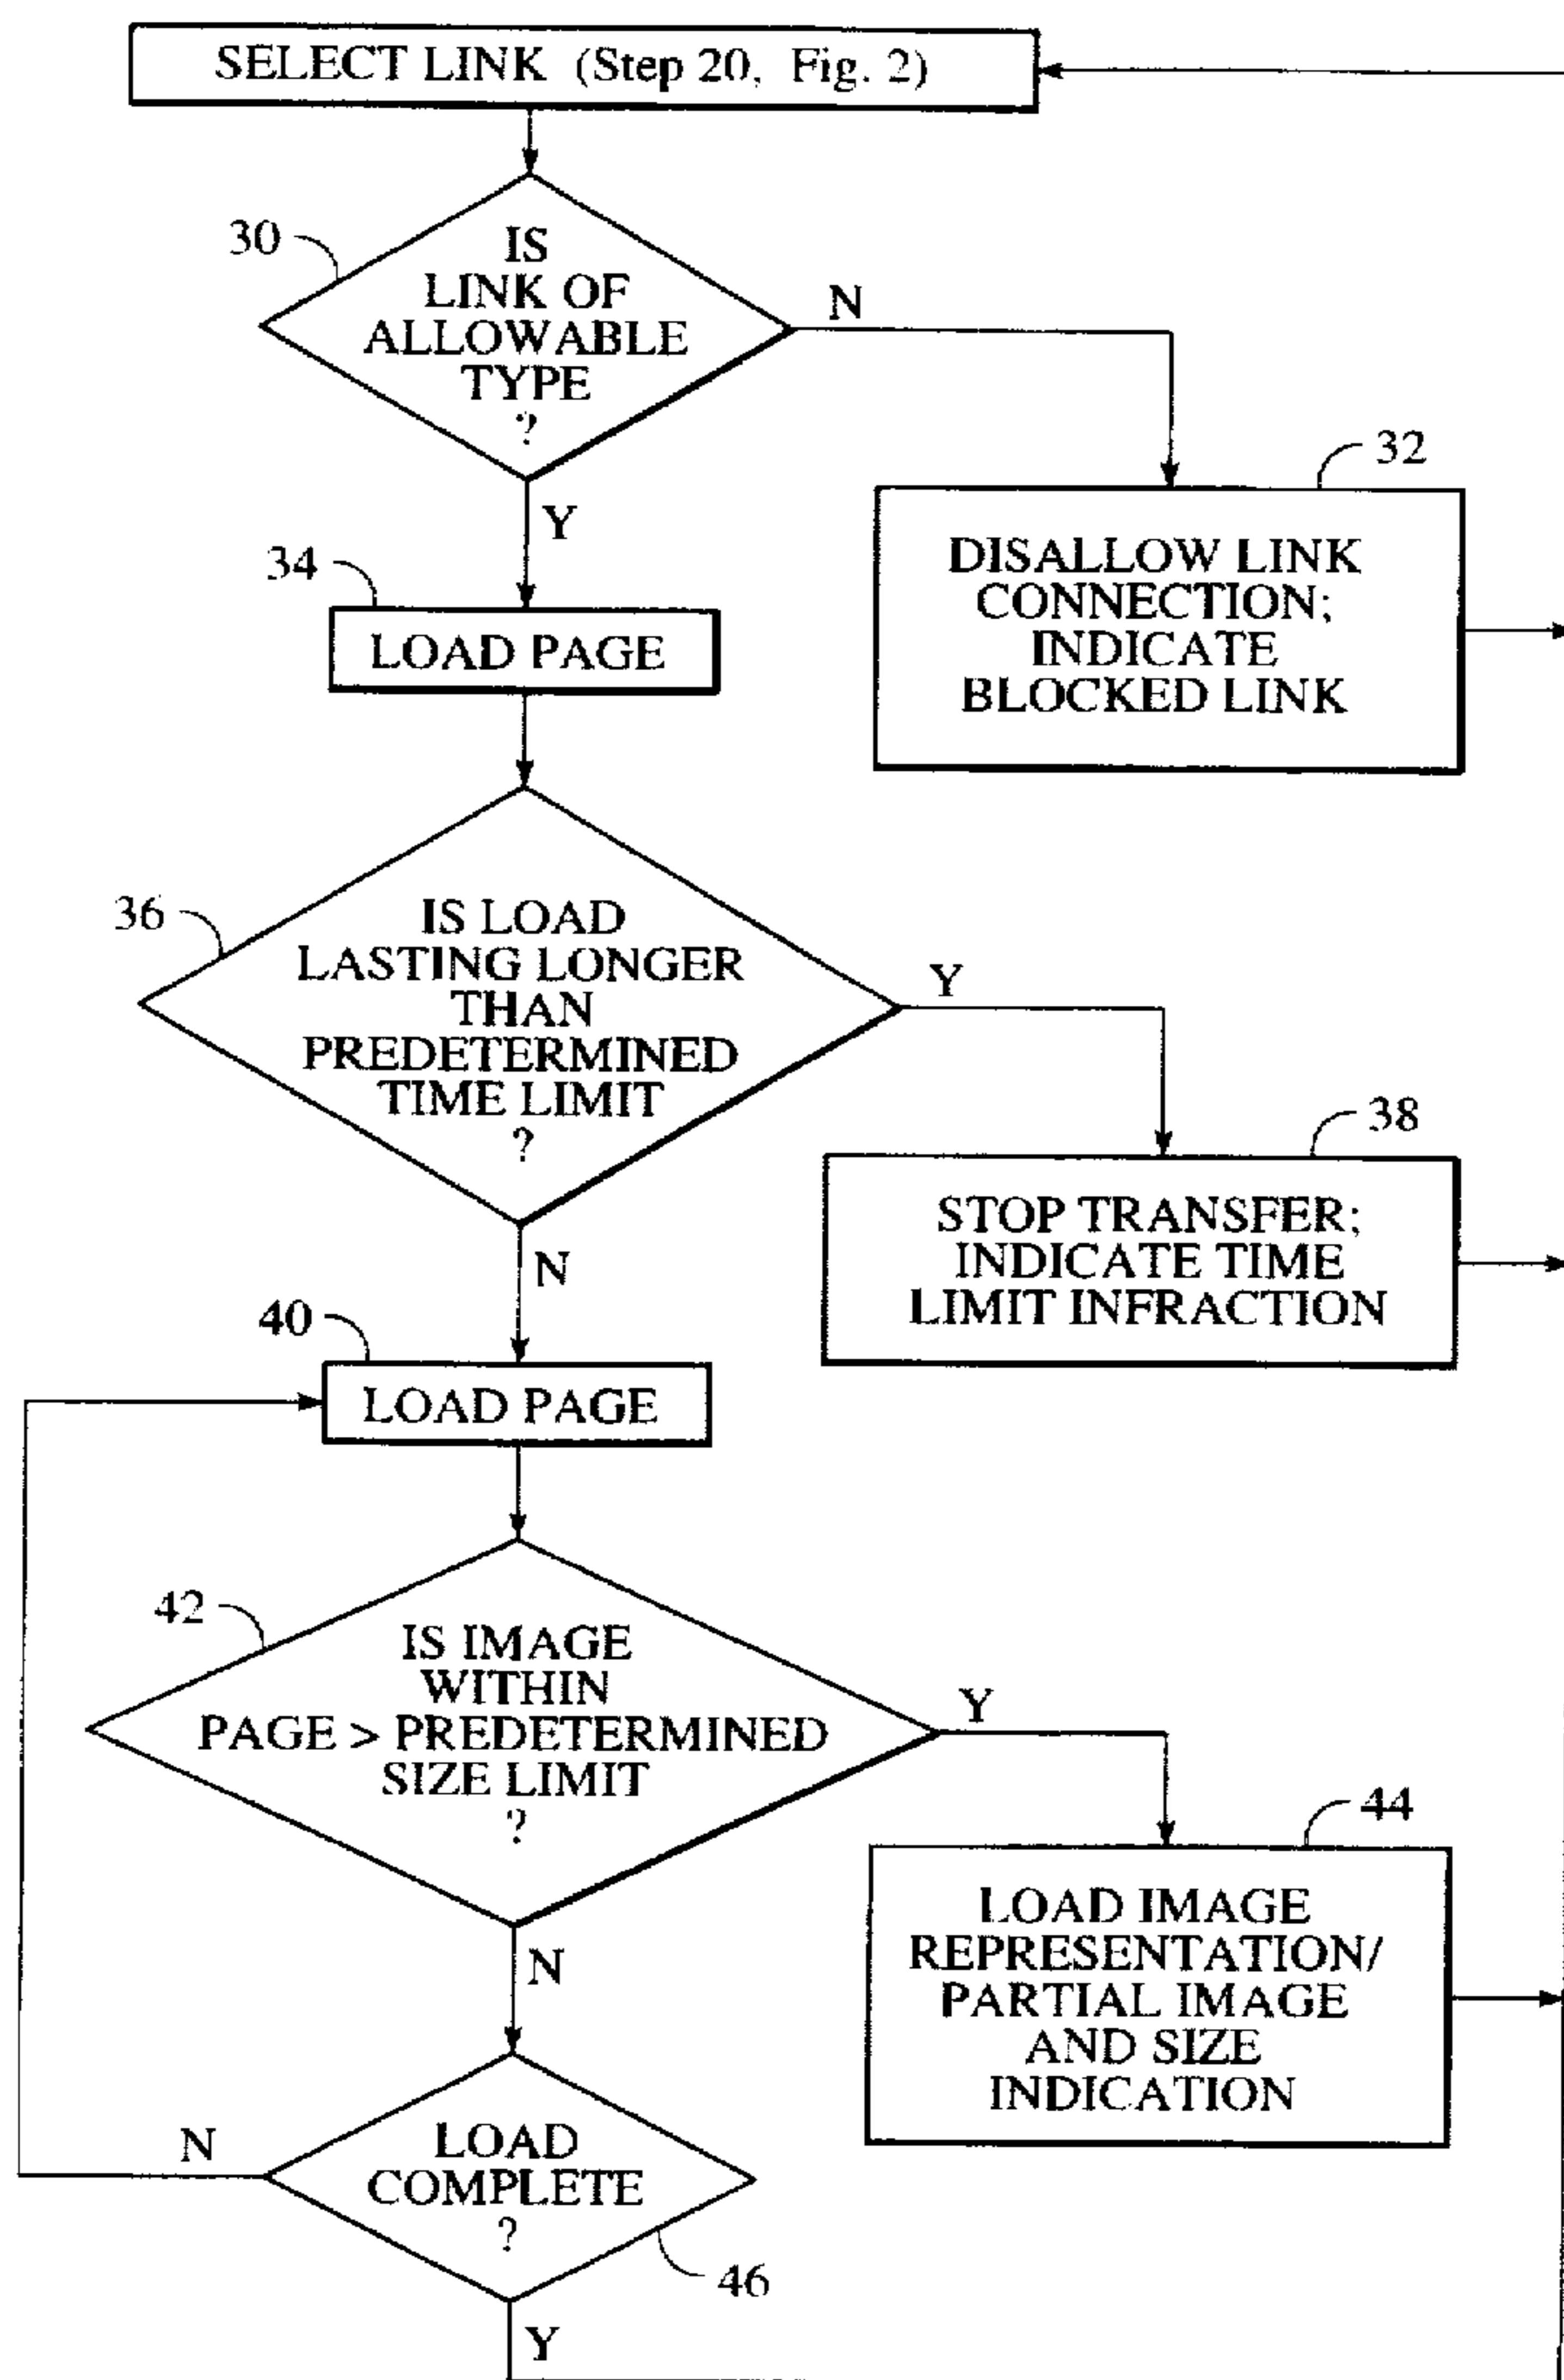 SELECT LINK (Step 20, Fig. 2)
30
IS
LINK OF
ALLOWABLE
TYPE
?
N
Y
32
DISALLOW LINK
CONNECTION;
INDICATE
BLOCKED LINK
34
LOAD PAGE
36
IS LOAD
LASTING LONGER
THAN
PREDETERMINED
TIME LIMIT
?
Y
N
38
STOP TRANSFER;
INDICATE TIME
LIMIT INFRACTION
40
LOAD PAGE
42
IS IMAGE
WITHIN
PAGE > PREDETERMINED
SIZE LIMIT
?
Y
N
44
LOAD IMAGE
REPRESENTATION/
PARTIAL IMAGE
AND SIZE
INDICATION
N
LOAD
COMPLETE
?
46
Y